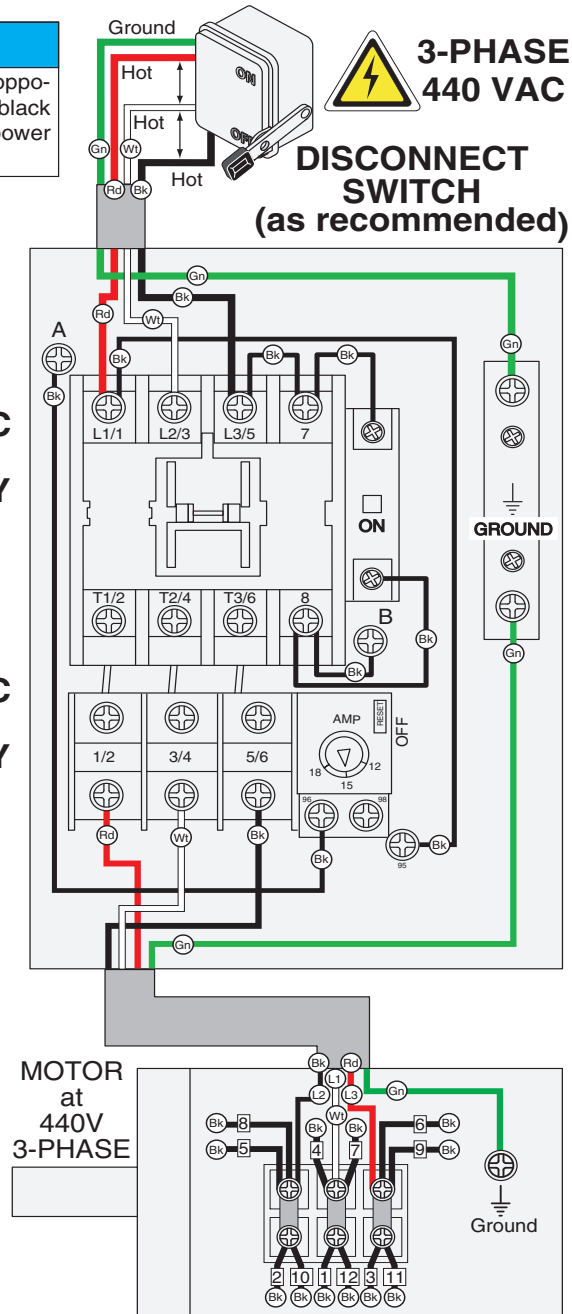 oppo-
black
power
Ground
Hot
Hot
Hot
ON
OFF
3-PHASE
440 VAC
DISCONNECT
SWITCH
(as recommended)
Gn
Wt
Rd
Bk
Gn
Bk
Rd
Wt
A
Bk
Bk
Bk
Bk
Gn
L1/1
L2/3
L3/5
7
C
Y
ON
GROUND
T1/2
T2/4
T3/6
8
B
Bk
Bk
Gn
C
Y
AMP
RESET
OFF
1/2
3/4
5/6
18
15
12
96
98
Rd
Wt
Bk
Bk
Bk
95
Gn
MOTOR
at
440V
3-PHASE
Bk
Rd
L1
L2
L3
Gn
Wt
Bk
8
Bk
Bk
6
Bk
Bk
5
4
7
9
Bk
Ground
2
10
1
12
3
11
Bk
Bk
Bk
Bk
Bk
Bk